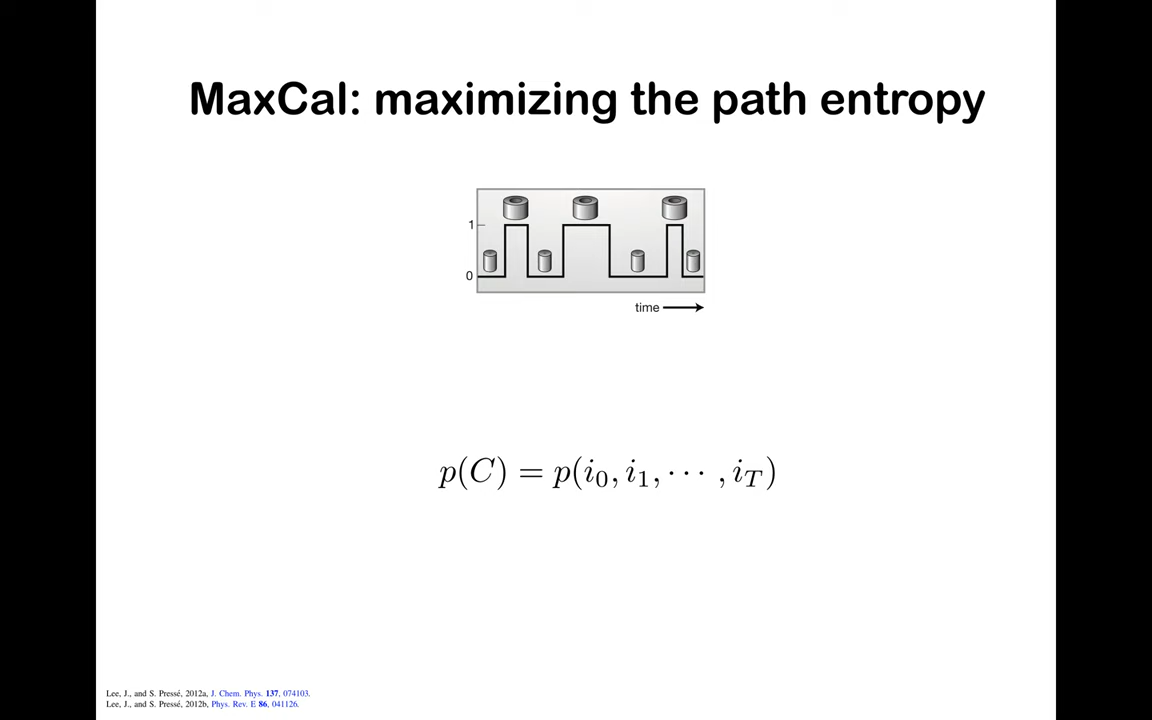 MaxCal: maximizing the path entropy
1
0
time
p(C) = p(i₀, i₁, ⋯ , i_T)
Lee, J., and S. Pressé, 2012a, J. Chem. Phys. 137, 074103.
Lee, J., and S. Pressé, 2012b, Phys. Rev. E 86, 041126.